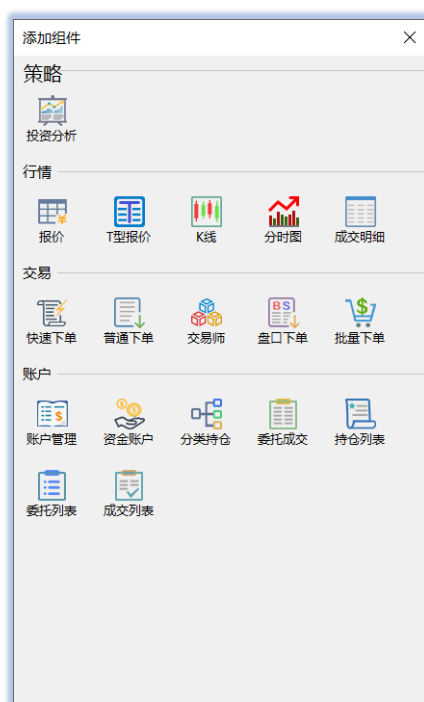 添加组件
策略
投资分析
行情
报价 T型报价 K线 分时图 成交明细
交易
快速下单 普通下单 交易师 盘口下单 批量下单
账户
账户管理 资金账户 分类持仓 委托成交 持仓列表
委托列表 成交列表